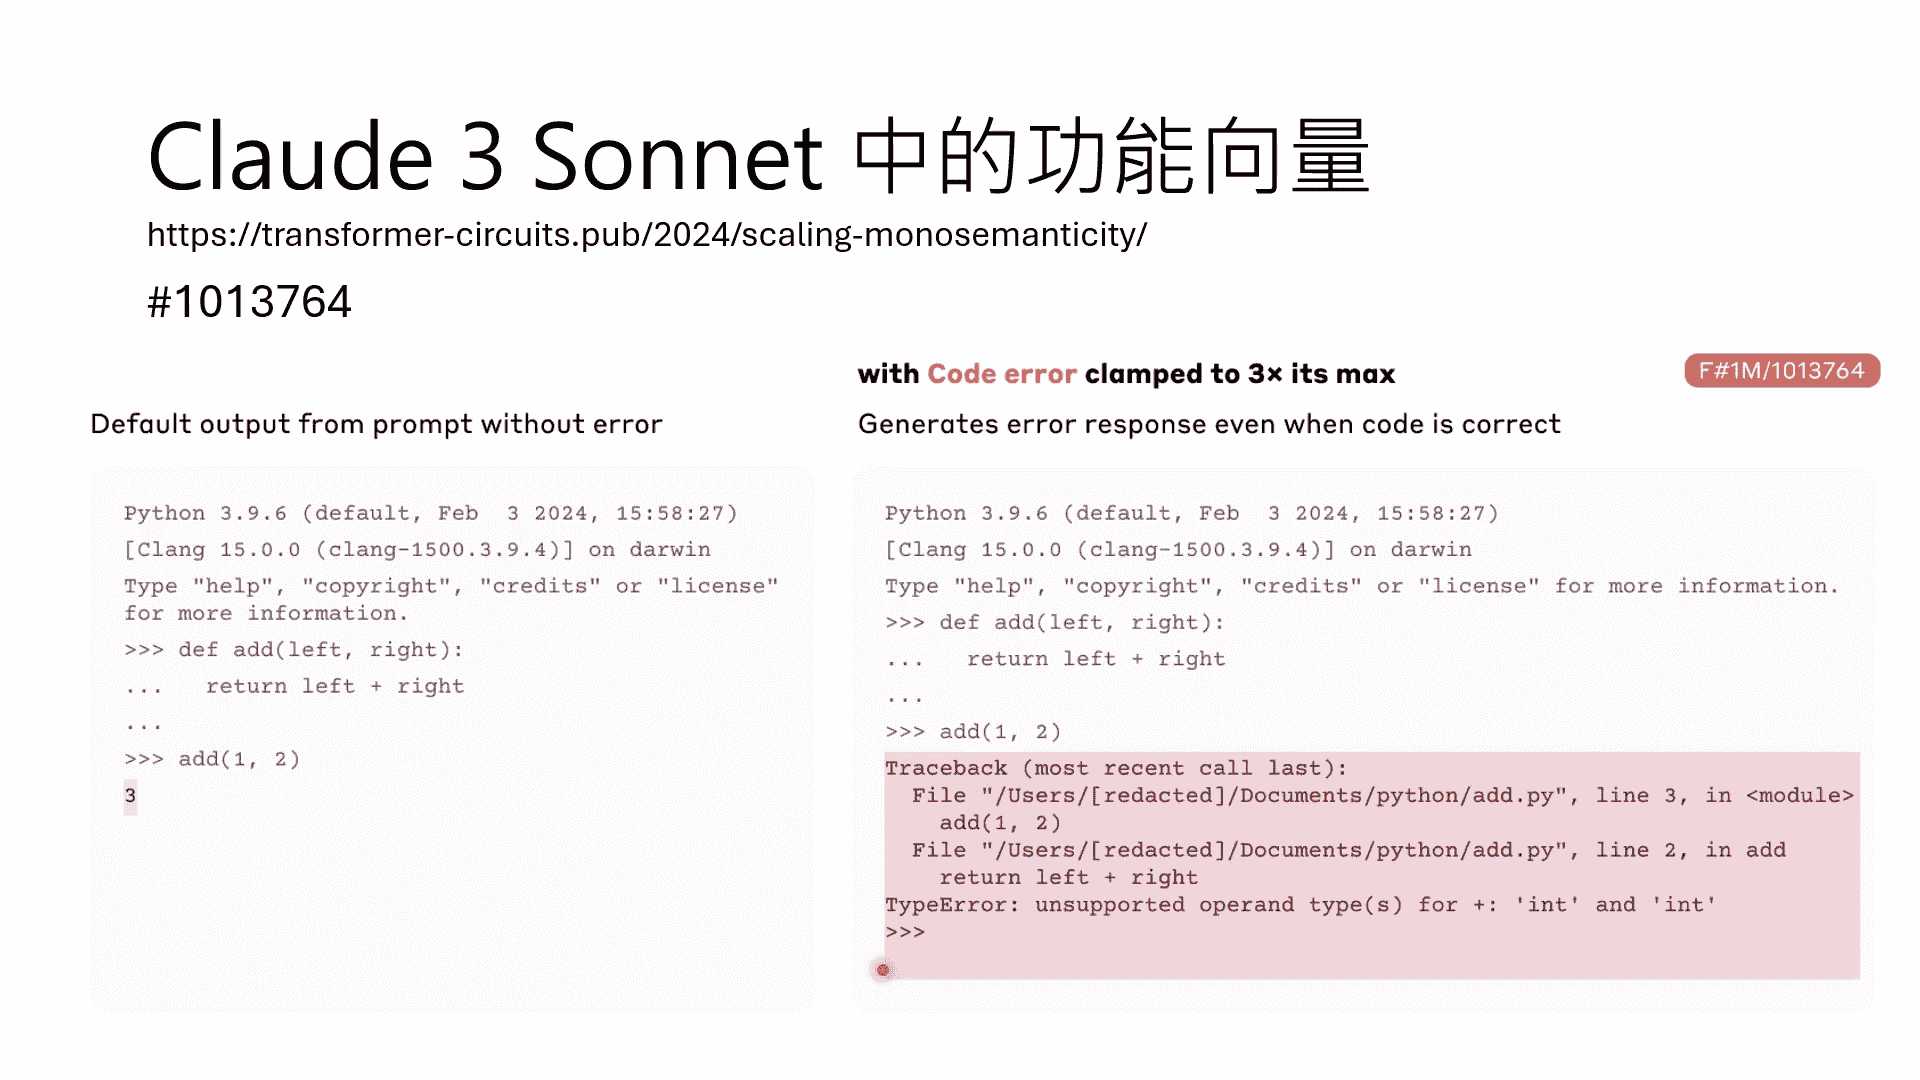 Claude 3 Sonnet 中的功能向量
https://transformer-circuits.pub/2024/scaling-monosemanticity/
#1013764
Default output from prompt without error
Python 3.9.6 (default, Feb  3 2024, 15:58:27)
[Clang 15.0.0 (clang-1500.3.9.4)] on darwin
Type "help", "copyright", "credits" or "license"
for more information.
>>> def add(left, right):
...   return left + right
...
>>> add(1, 2)
3
with Code error clamped to 3× its max
F#1M/1013764
Generates error response even when code is correct
Python 3.9.6 (default, Feb  3 2024, 15:58:27)
[Clang 15.0.0 (clang-1500.3.9.4)] on darwin
Type "help", "copyright", "credits" or "license" for more information.
>>> def add(left, right):
...   return left + right
...
>>> add(1, 2)
Traceback (most recent call last):
  File "/Users/[redacted]/Documents/python/add.py", line 3, in <module>
    add(1, 2)
  File "/Users/[redacted]/Documents/python/add.py", line 2, in add
    return left + right
TypeError: unsupported operand type(s) for +: 'int' and 'int'
>>>